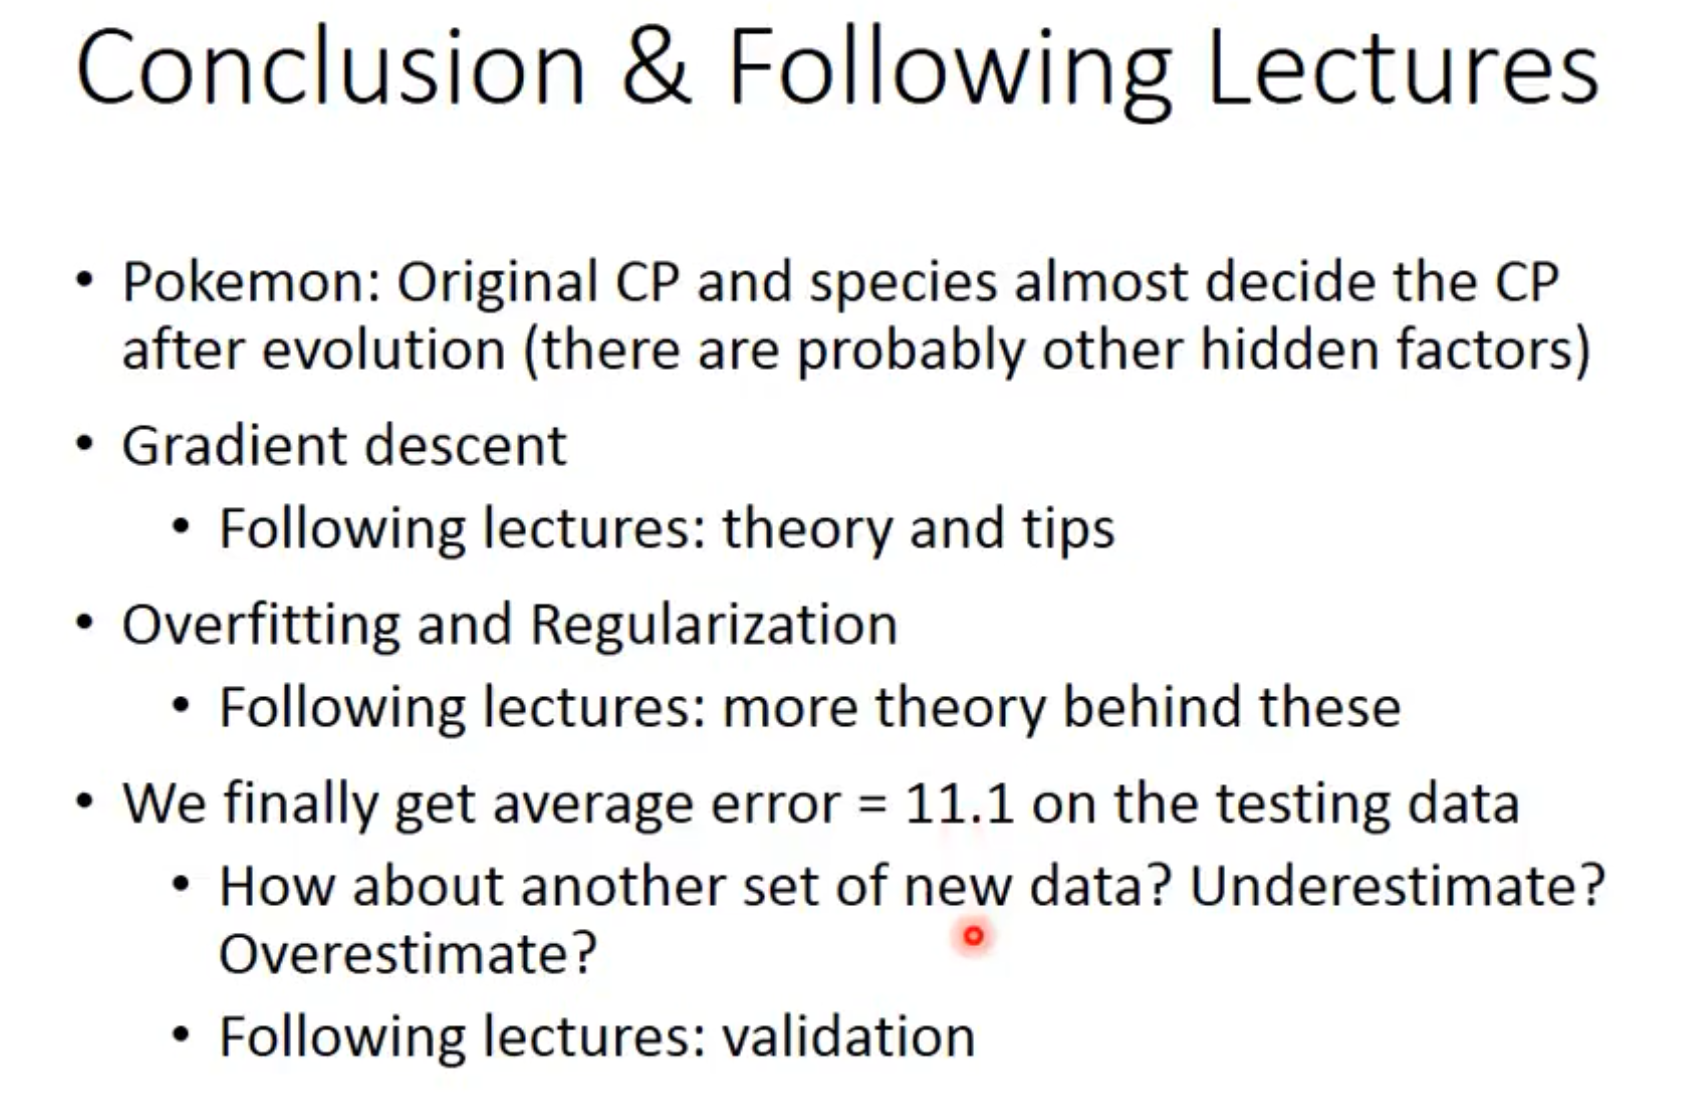 Conclusion & Following Lectures
• Pokemon: Original CP and species almost decide the CP
after evolution (there are probably other hidden factors)
• Gradient descent
• Following lectures: theory and tips
• Overfitting and Regularization
• Following lectures: more theory behind these
• We finally get average error = 11.1 on the testing data
• How about another set of new data? Underestimate?
Overestimate?
• Following lectures: validation